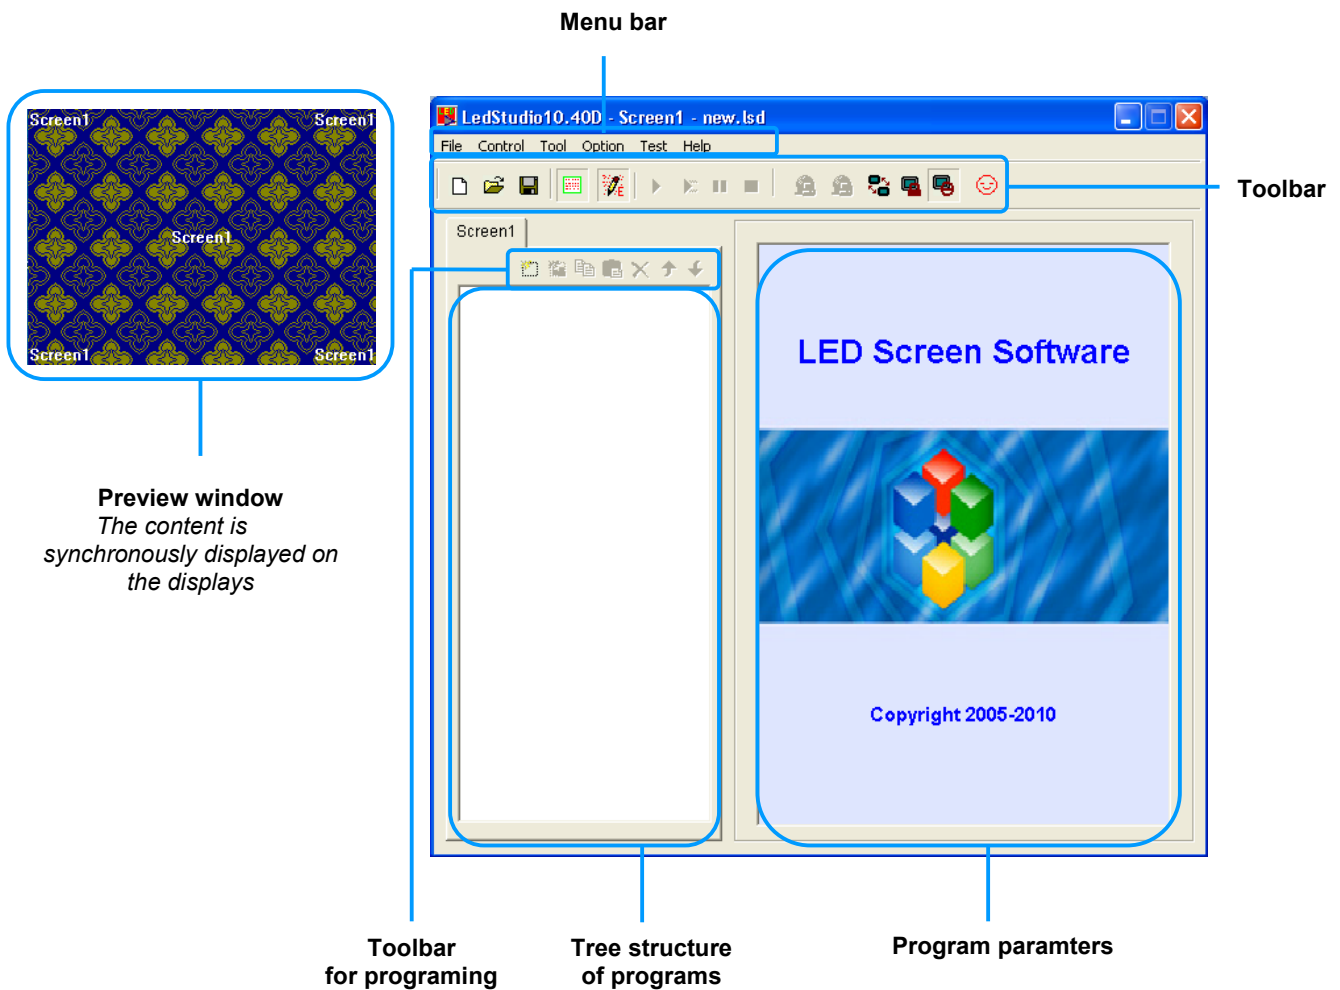 Menu bar
Screen1 Screen1
Screen1
Screen1 Screen1
LedStudio10.40D - Screen1 - new.lsd
File Control Tool Option Test Help
E
Toolbar
Screen1
LED Screen Software
Copyright 2005-2010
Preview window
The content is
synchronously displayed on
the displays
Toolbar
for programing
Tree structure
of programs
Program paramters